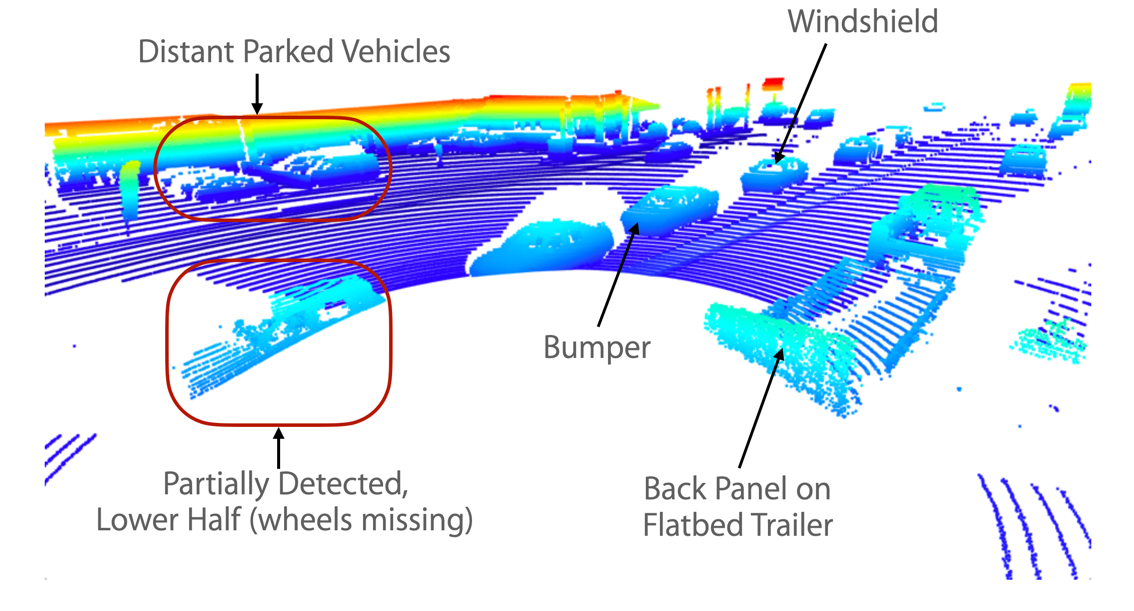 Windshield
Distant Parked Vehicles
Bumper
Partially Detected,
Lower Half (wheels missing)
Back Panel on
Flatbed Trailer